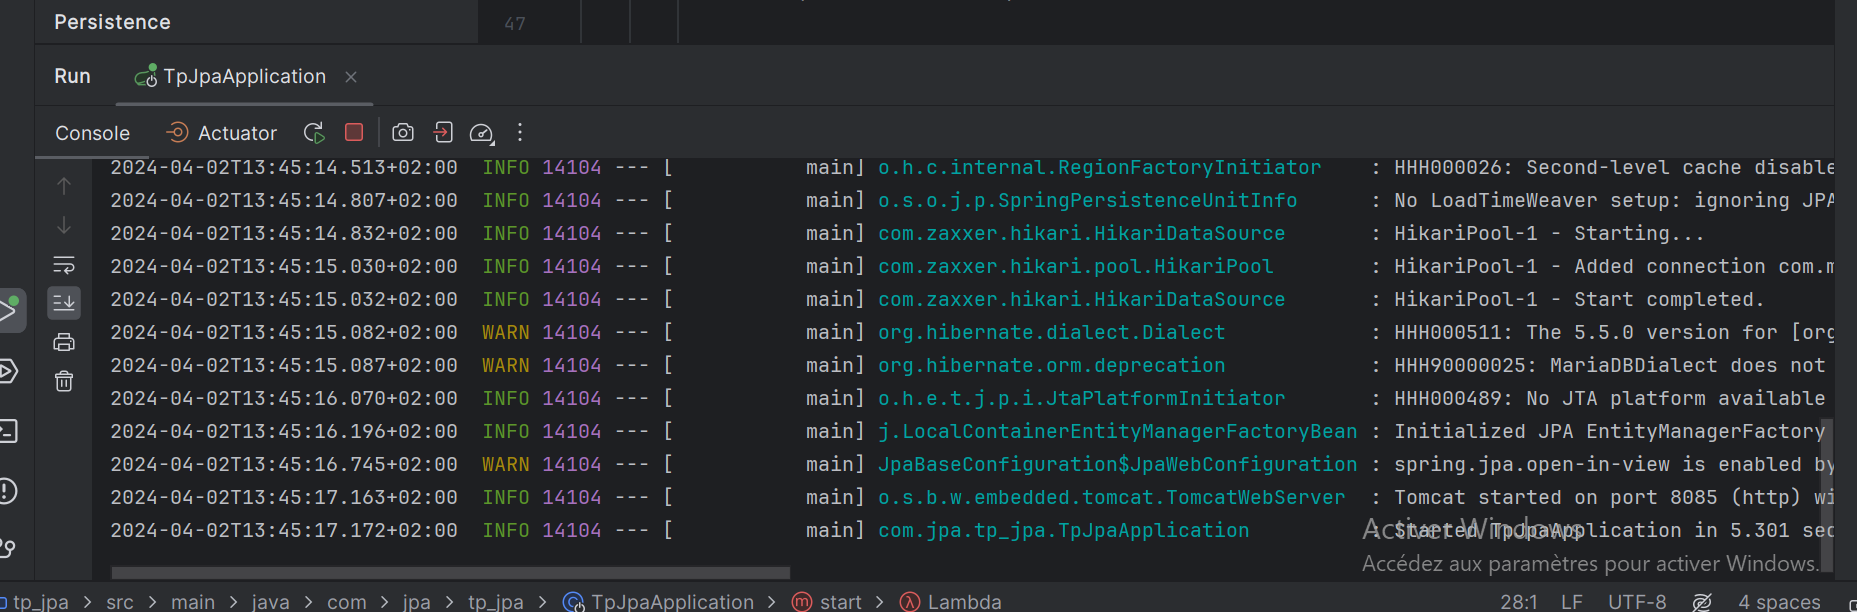 Persistence
47
Run TpJpaApplication
Console Actuator
2024-04-02T13:45:14.513+02:00 INFO 14104 --- [ main] o.h.c.internal.RegionFactoryInitiator : HHH000026: Second-level cache disable
2024-04-02T13:45:14.807+02:00 INFO 14104 --- [ main] o.s.o.j.p.SpringPersistenceUnitInfo : No LoadTimeWeaver setup: ignoring JPA
2024-04-02T13:45:14.832+02:00 INFO 14104 --- [ main] com.zaxxer.hikari.HikariDataSource : HikariPool-1 - Starting...
2024-04-02T13:45:15.030+02:00 INFO 14104 --- [ main] com.zaxxer.hikari.pool.HikariPool : HikariPool-1 - Added connection com.m
2024-04-02T13:45:15.032+02:00 INFO 14104 --- [ main] com.zaxxer.hikari.HikariDataSource : HikariPool-1 - Start completed.
2024-04-02T13:45:15.082+02:00 WARN 14104 --- [ main] org.hibernate.dialect.Dialect : HHH000511: The 5.5.0 version for [org
2024-04-02T13:45:15.087+02:00 WARN 14104 --- [ main] org.hibernate.orm.deprecation : HHH90000025: MariaDBDialect does not
2024-04-02T13:45:16.070+02:00 INFO 14104 --- [ main] o.h.e.t.j.p.i.JtaPlatformInitiator : HHH000489: No JTA platform available
2024-04-02T13:45:16.196+02:00 INFO 14104 --- [ main] j.LocalContainerEntityManagerFactoryBean : Initialized JPA EntityManagerFactory
2024-04-02T13:45:16.745+02:00 WARN 14104 --- [ main] JpaBaseConfiguration$JpaWebConfiguration : spring.jpa.open-in-view is enabled by
2024-04-02T13:45:17.163+02:00 INFO 14104 --- [ main] o.s.b.w.embedded.tomcat.TomcatWebServer : Tomcat started on port 8085 (http) wi
2024-04-02T13:45:17.172+02:00 INFO 14104 --- [ main] com.jpa.tp_jpa.TpJpaApplication : Started TpJpaApplication in 5.301 sec
Activer Windows
Accédez aux paramètres pour activer Windows.
tp_jpa > src > main > java > com > jpa > tp_jpa > TpJpaApplication > start > Lambda 28:1 LF UTF-8 4 spaces